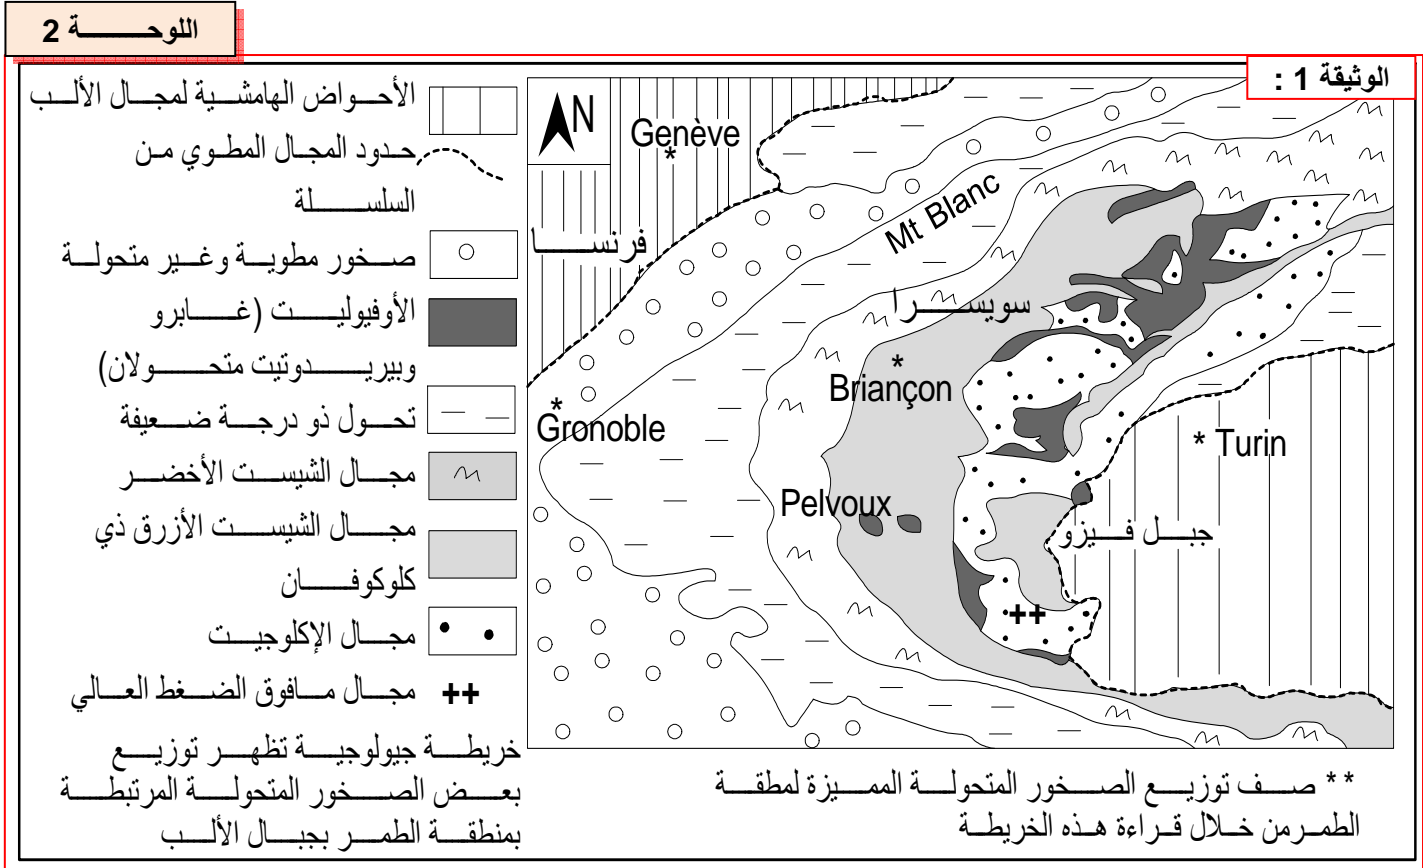 اللوحة 2
الوثيقة 1 :
الأحواض الهامشية لمجال الألب
حدود المجال المطوي من
السلسلة
صخور مطوية وغير متحولة
الأوفيوليت (غابرو
وبيريدوتيت متحولان)
تحول ذو درجة ضعيفة
مجال الشيست الأخضر
مجال الشيست الأزرق ذي
كلوكوفان
مجال الإكلوجيت
++ مجال مافوق الضغط العالي
خريطة جيولوجية تظهر توزيع
بعض الصخور المتحولة المرتبطة
بمنطقة الطمر بجبال الألب
N
Genève
*
Mt Blanc
فرنسا
سويسرا
*
Briançon
*
Gronoble
* Turin
Pelvoux
جبل فيزو
++
** صف توزيع الصخور المتحولة المميزة لمطقة
الطمرمن خلال قراءة هذه الخريطة